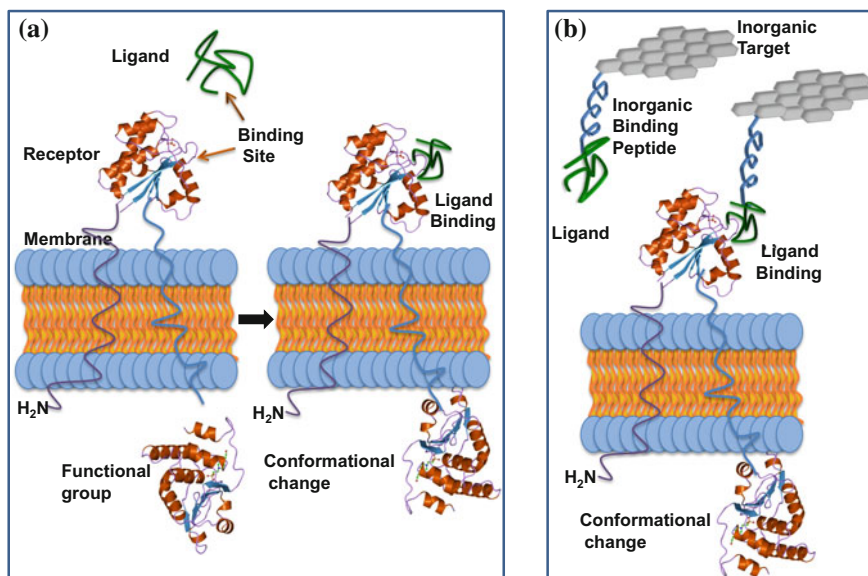 (a)
Ligand
Binding
Site
Receptor
Membrane
H2N
Functional
group
Ligand
Binding
H2N
Conformational
change
(b)
Inorganic
Target
Inorganic
Binding
Peptide
Ligand
Ligand
Binding
H2N
Conformational
change